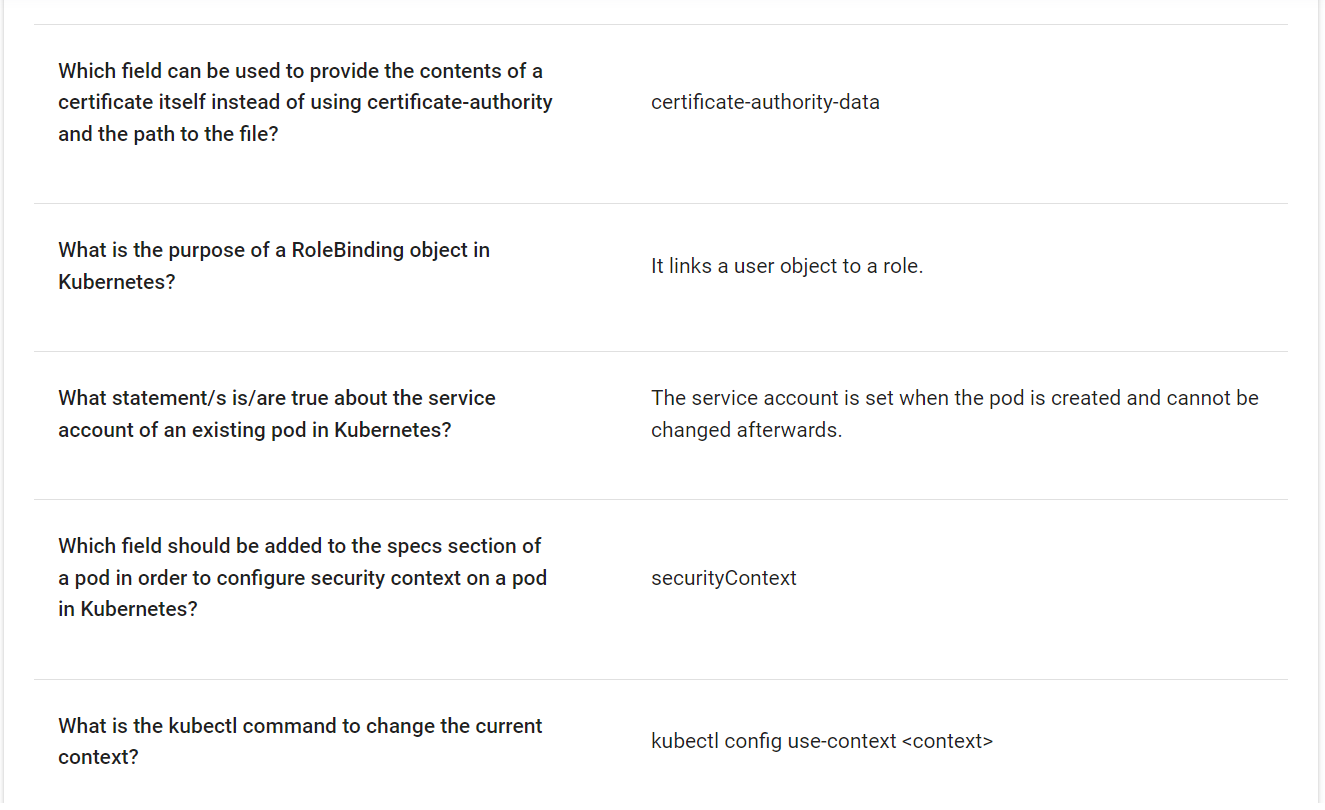 Which field can be used to provide the contents of a
certificate itself instead of using certificate-authority
and the path to the file?
certificate-authority-data
What is the purpose of a RoleBinding object in
Kubernetes?
It links a user object to a role.
What statement/s is/are true about the service
account of an existing pod in Kubernetes?
The service account is set when the pod is created and cannot be
changed afterwards.
Which field should be added to the specs section of
a pod in order to configure security context on a pod
in Kubernetes?
securityContext
What is the kubectl command to change the current
context?
kubectl config use-context <context>